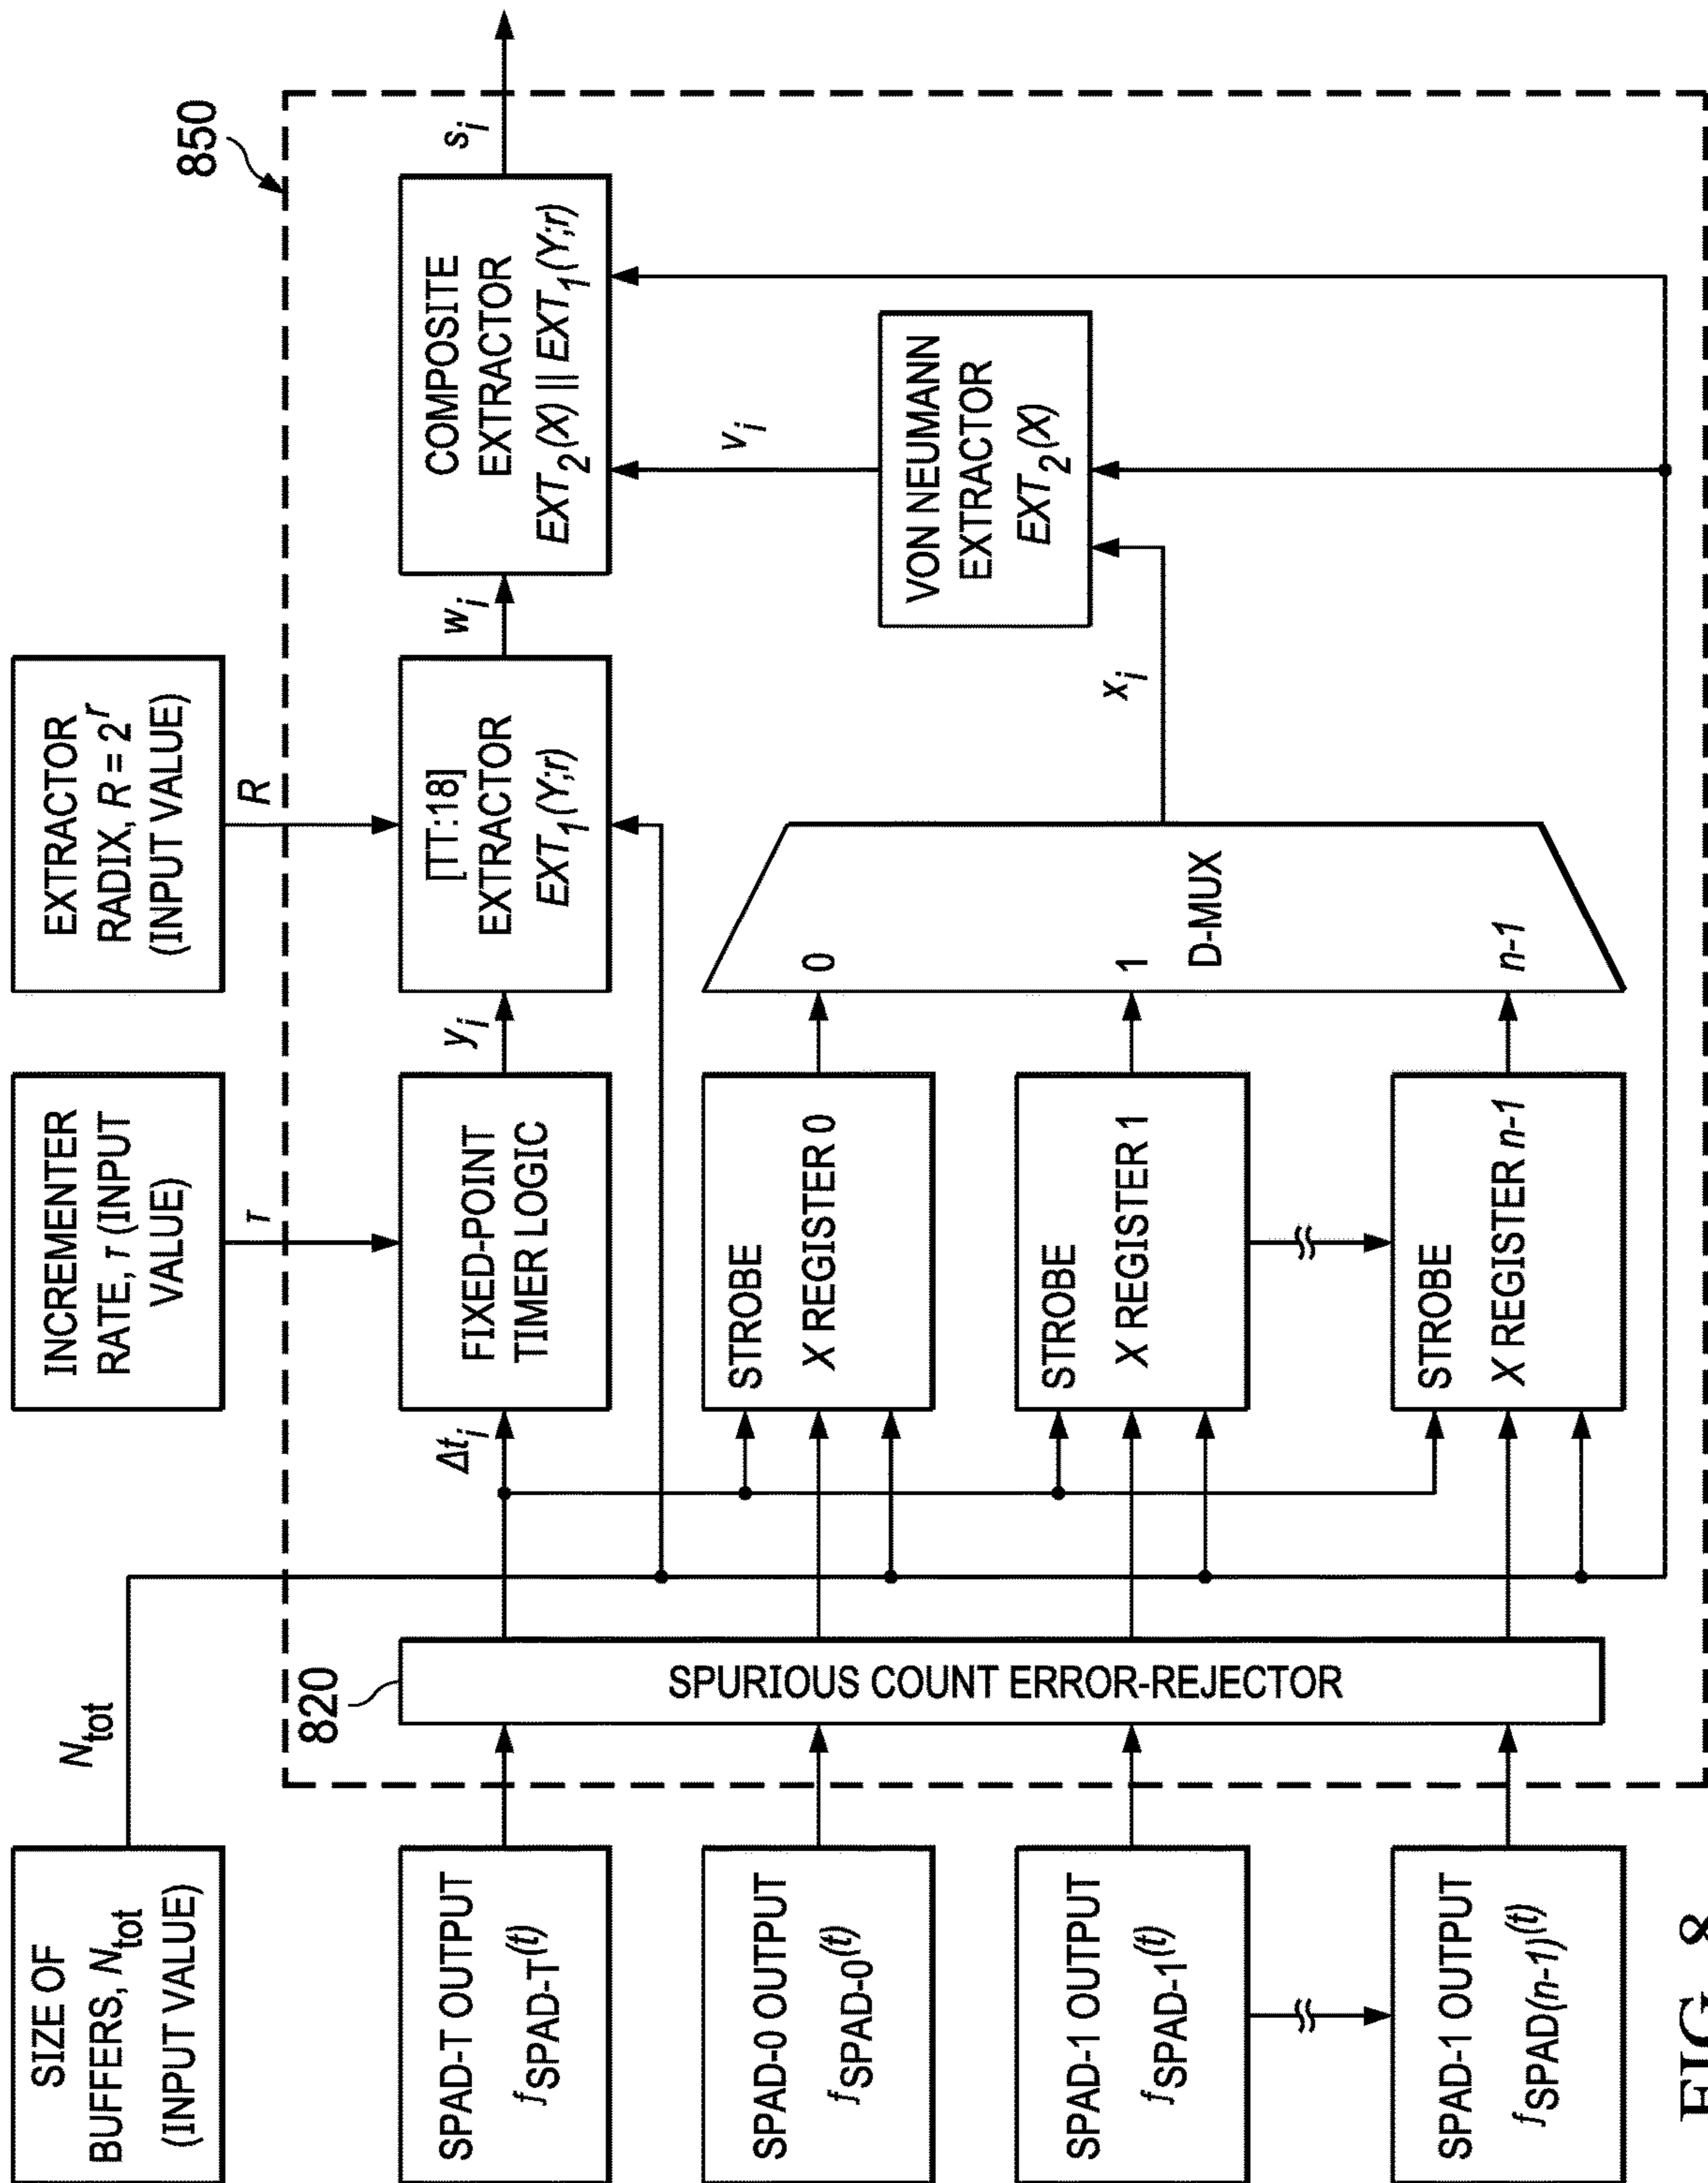 SIZE OF
BUFFERS, Ntot
(INPUT VALUE)
Ntot
INCREMENTER
RATE, τ (INPUT
VALUE)
τ
EXTRACTOR
RADIX, R = 2^r
(INPUT VALUE)
R
850
820
SPAD-T OUTPUT
fSPAD-T(t)
SPURIOUS COUNT ERROR-REJECTOR
Δti
FIXED-POINT
TIMER LOGIC
yi
[TT:18]
EXTRACTOR
EXT1(Y;r)
wi
COMPOSITE
EXTRACTOR
EXT2(X) || EXT1(Y;r)
si
SPAD-0 OUTPUT
fSPAD-0(t)
STROBE
X REGISTER 0
0
SPAD-1 OUTPUT
fSPAD-1(t)
STROBE
X REGISTER 1
1
D-MUX
SPAD-1 OUTPUT
fSPAD(n-1)(t)
STROBE
X REGISTER n-1
n-1
xi
VON NEUMANN
EXTRACTOR
EXT2(X)
vi
FIG. 8